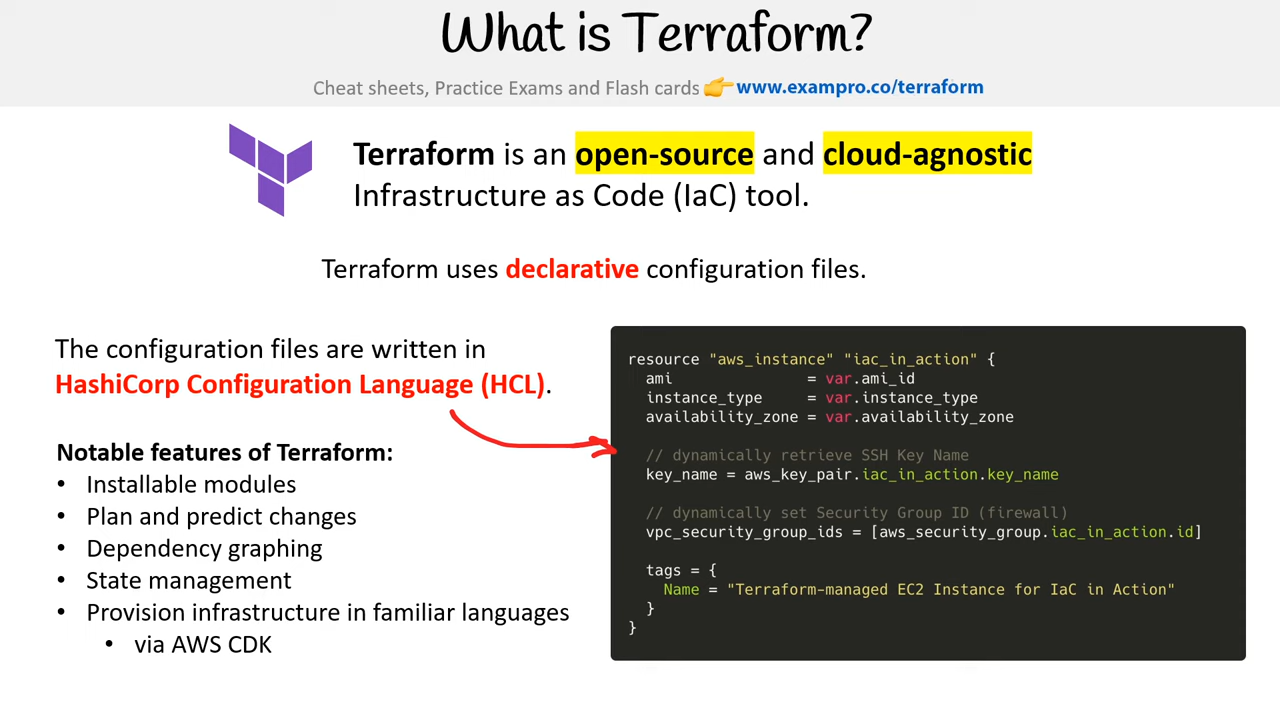 What is Terraform?
Cheat sheets, Practice Exams and Flash cards 👉 www.exampro.co/terraform
Terraform is an open-source and cloud-agnostic
Infrastructure as Code (IaC) tool.
Terraform uses declarative configuration files.
The configuration files are written in
HashiCorp Configuration Language (HCL).
Notable features of Terraform:
• Installable modules
• Plan and predict changes
• Dependency graphing
• State management
• Provision infrastructure in familiar languages
• via AWS CDK
resource "aws_instance" "iac_in_action" {
  ami               = var.ami_id
  instance_type     = var.instance_type
  availability_zone = var.availability_zone
  // dynamically retrieve SSH Key Name
  key_name = aws_key_pair.iac_in_action.key_name
  // dynamically set Security Group ID (firewall)
  vpc_security_group_ids = [aws_security_group.iac_in_action.id]
  tags = {
    Name = "Terraform-managed EC2 Instance for IaC in Action"
  }
}